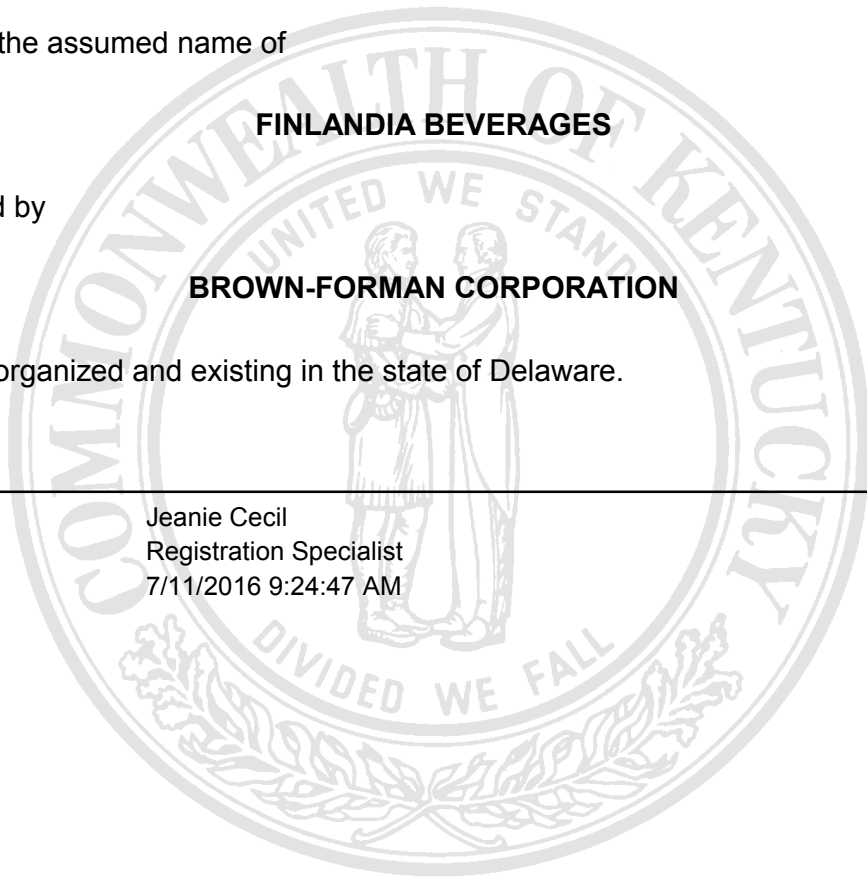 the assumed name of
FINLANDIA BEVERAGES
d by
BROWN-FORMAN CORPORATION
organized and existing in the state of Delaware.
Jeanie Cecil
Registration Specialist
7/11/2016 9:24:47 AM
COMMONWEALTH OF KENTUCKY
UNITED WE STAND
DIVIDED WE FALL